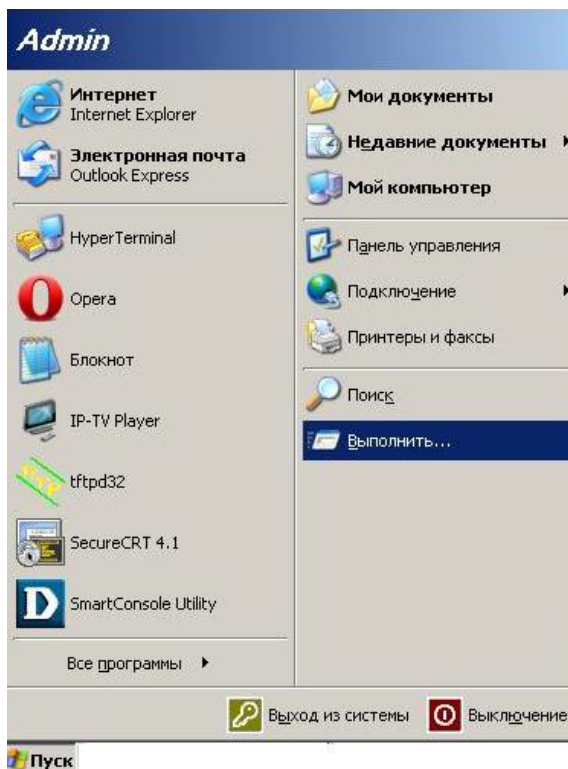 Admin
Интернет
Internet Explorer
Электронная почта
Outlook Express
HyperTerminal
Opera
Блокнот
IP-TV Player
tftpd32
SecureCRT 4.1
SmartConsole Utility
Все программы
Мои документы
Недавние документы
Мой компьютер
Панель управления
Подключение
Принтеры и факсы
Поиск
Выполнить...
Выход из системы
Выключение
Пуск